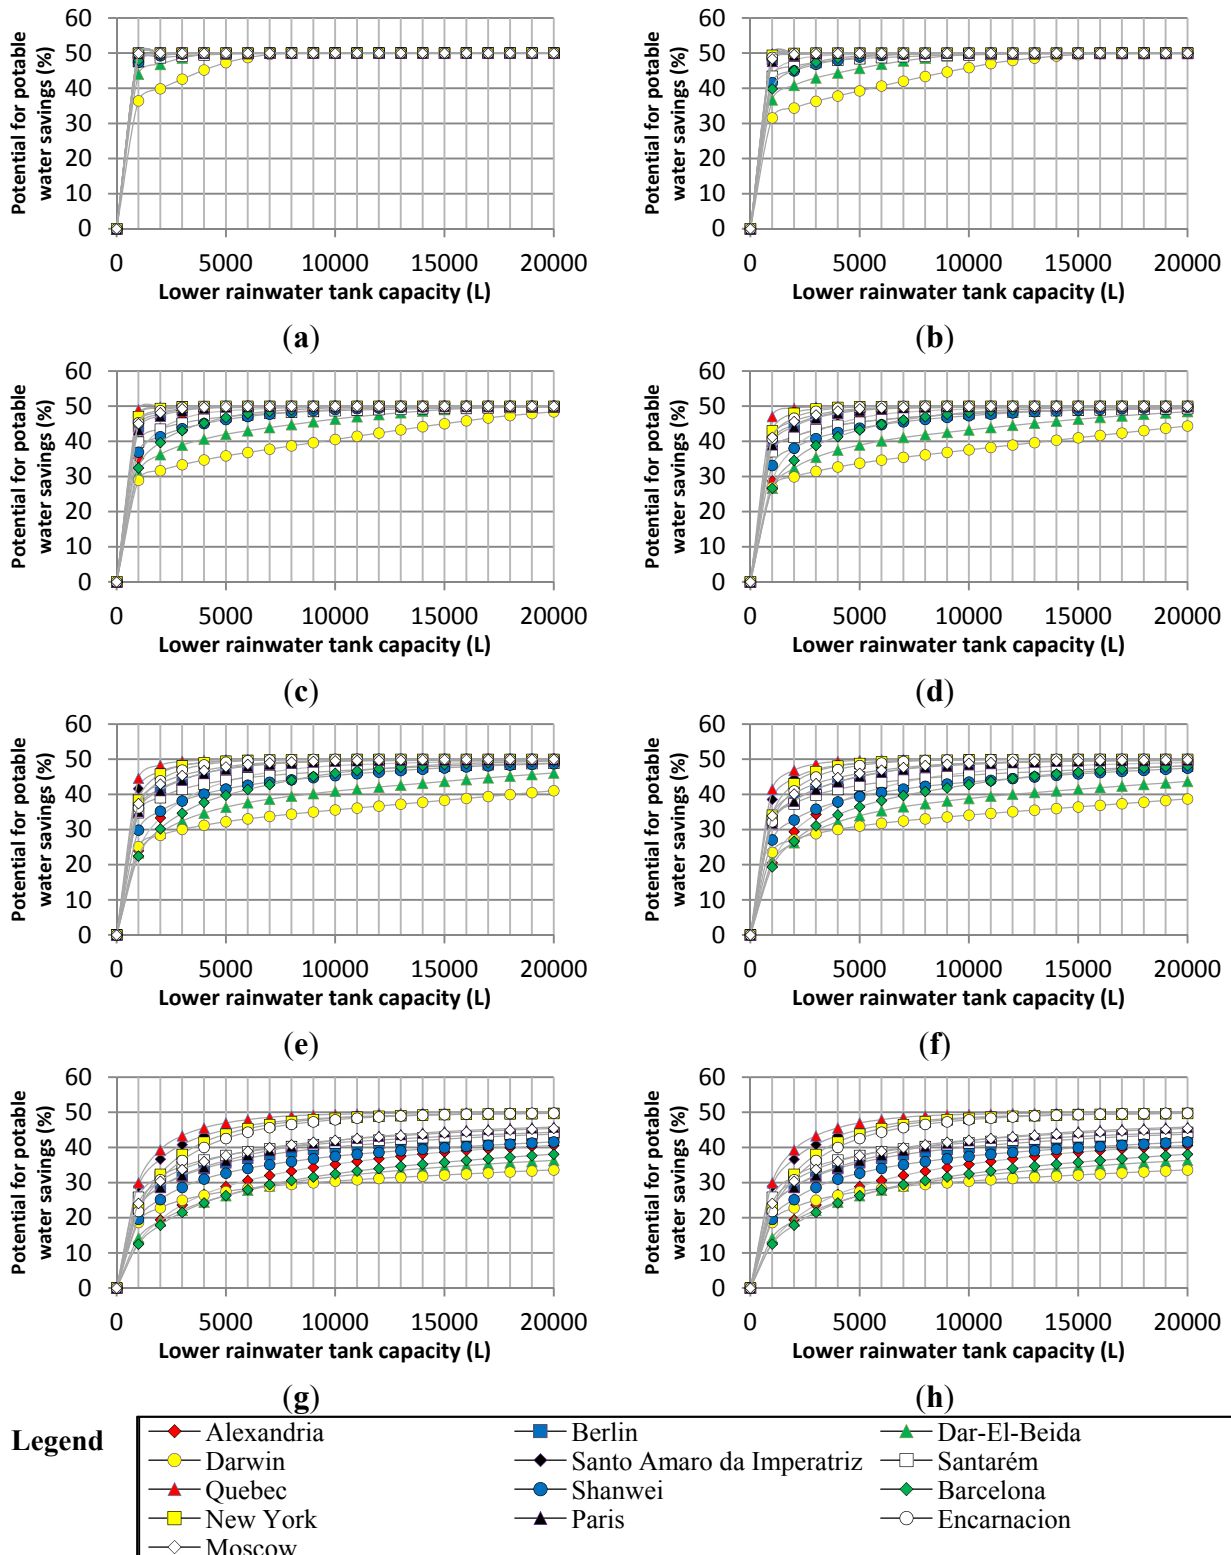 Potential for potable
water savings (%)
60
50
40
30
20
10
0
0 5000 10000 15000 20000
Lower rainwater tank capacity (L)
(a)
Potential for potable
water savings (%)
60
50
40
30
20
10
0
0 5000 10000 15000 20000
Lower rainwater tank capacity (L)
(b)
Potential for potable
water savings (%)
60
50
40
30
20
10
0
0 5000 10000 15000 20000
Lower rainwater tank capacity (L)
(c)
Potential for potable
water savings (%)
60
50
40
30
20
10
0
0 5000 10000 15000 20000
Lower rainwater tank capacity (L)
(d)
Potential for potable
water savings (%)
60
50
40
30
20
10
0
0 5000 10000 15000 20000
Lower rainwater tank capacity (L)
(e)
Potential for potable
water savings (%)
60
50
40
30
20
10
0
0 5000 10000 15000 20000
Lower rainwater tank capacity (L)
(f)
Potential for potable
water savings (%)
60
50
40
30
20
10
0
0 5000 10000 15000 20000
Lower rainwater tank capacity (L)
(g)
Potential for potable
water savings (%)
60
50
40
30
20
10
0
0 5000 10000 15000 20000
Lower rainwater tank capacity (L)
(h)
Legend
Alexandria Berlin Dar-El-Beida
Darwin Santo Amaro da Imperatriz Santarém
Quebec Shanwei Barcelona
New York Paris Encarnacion
Moscow